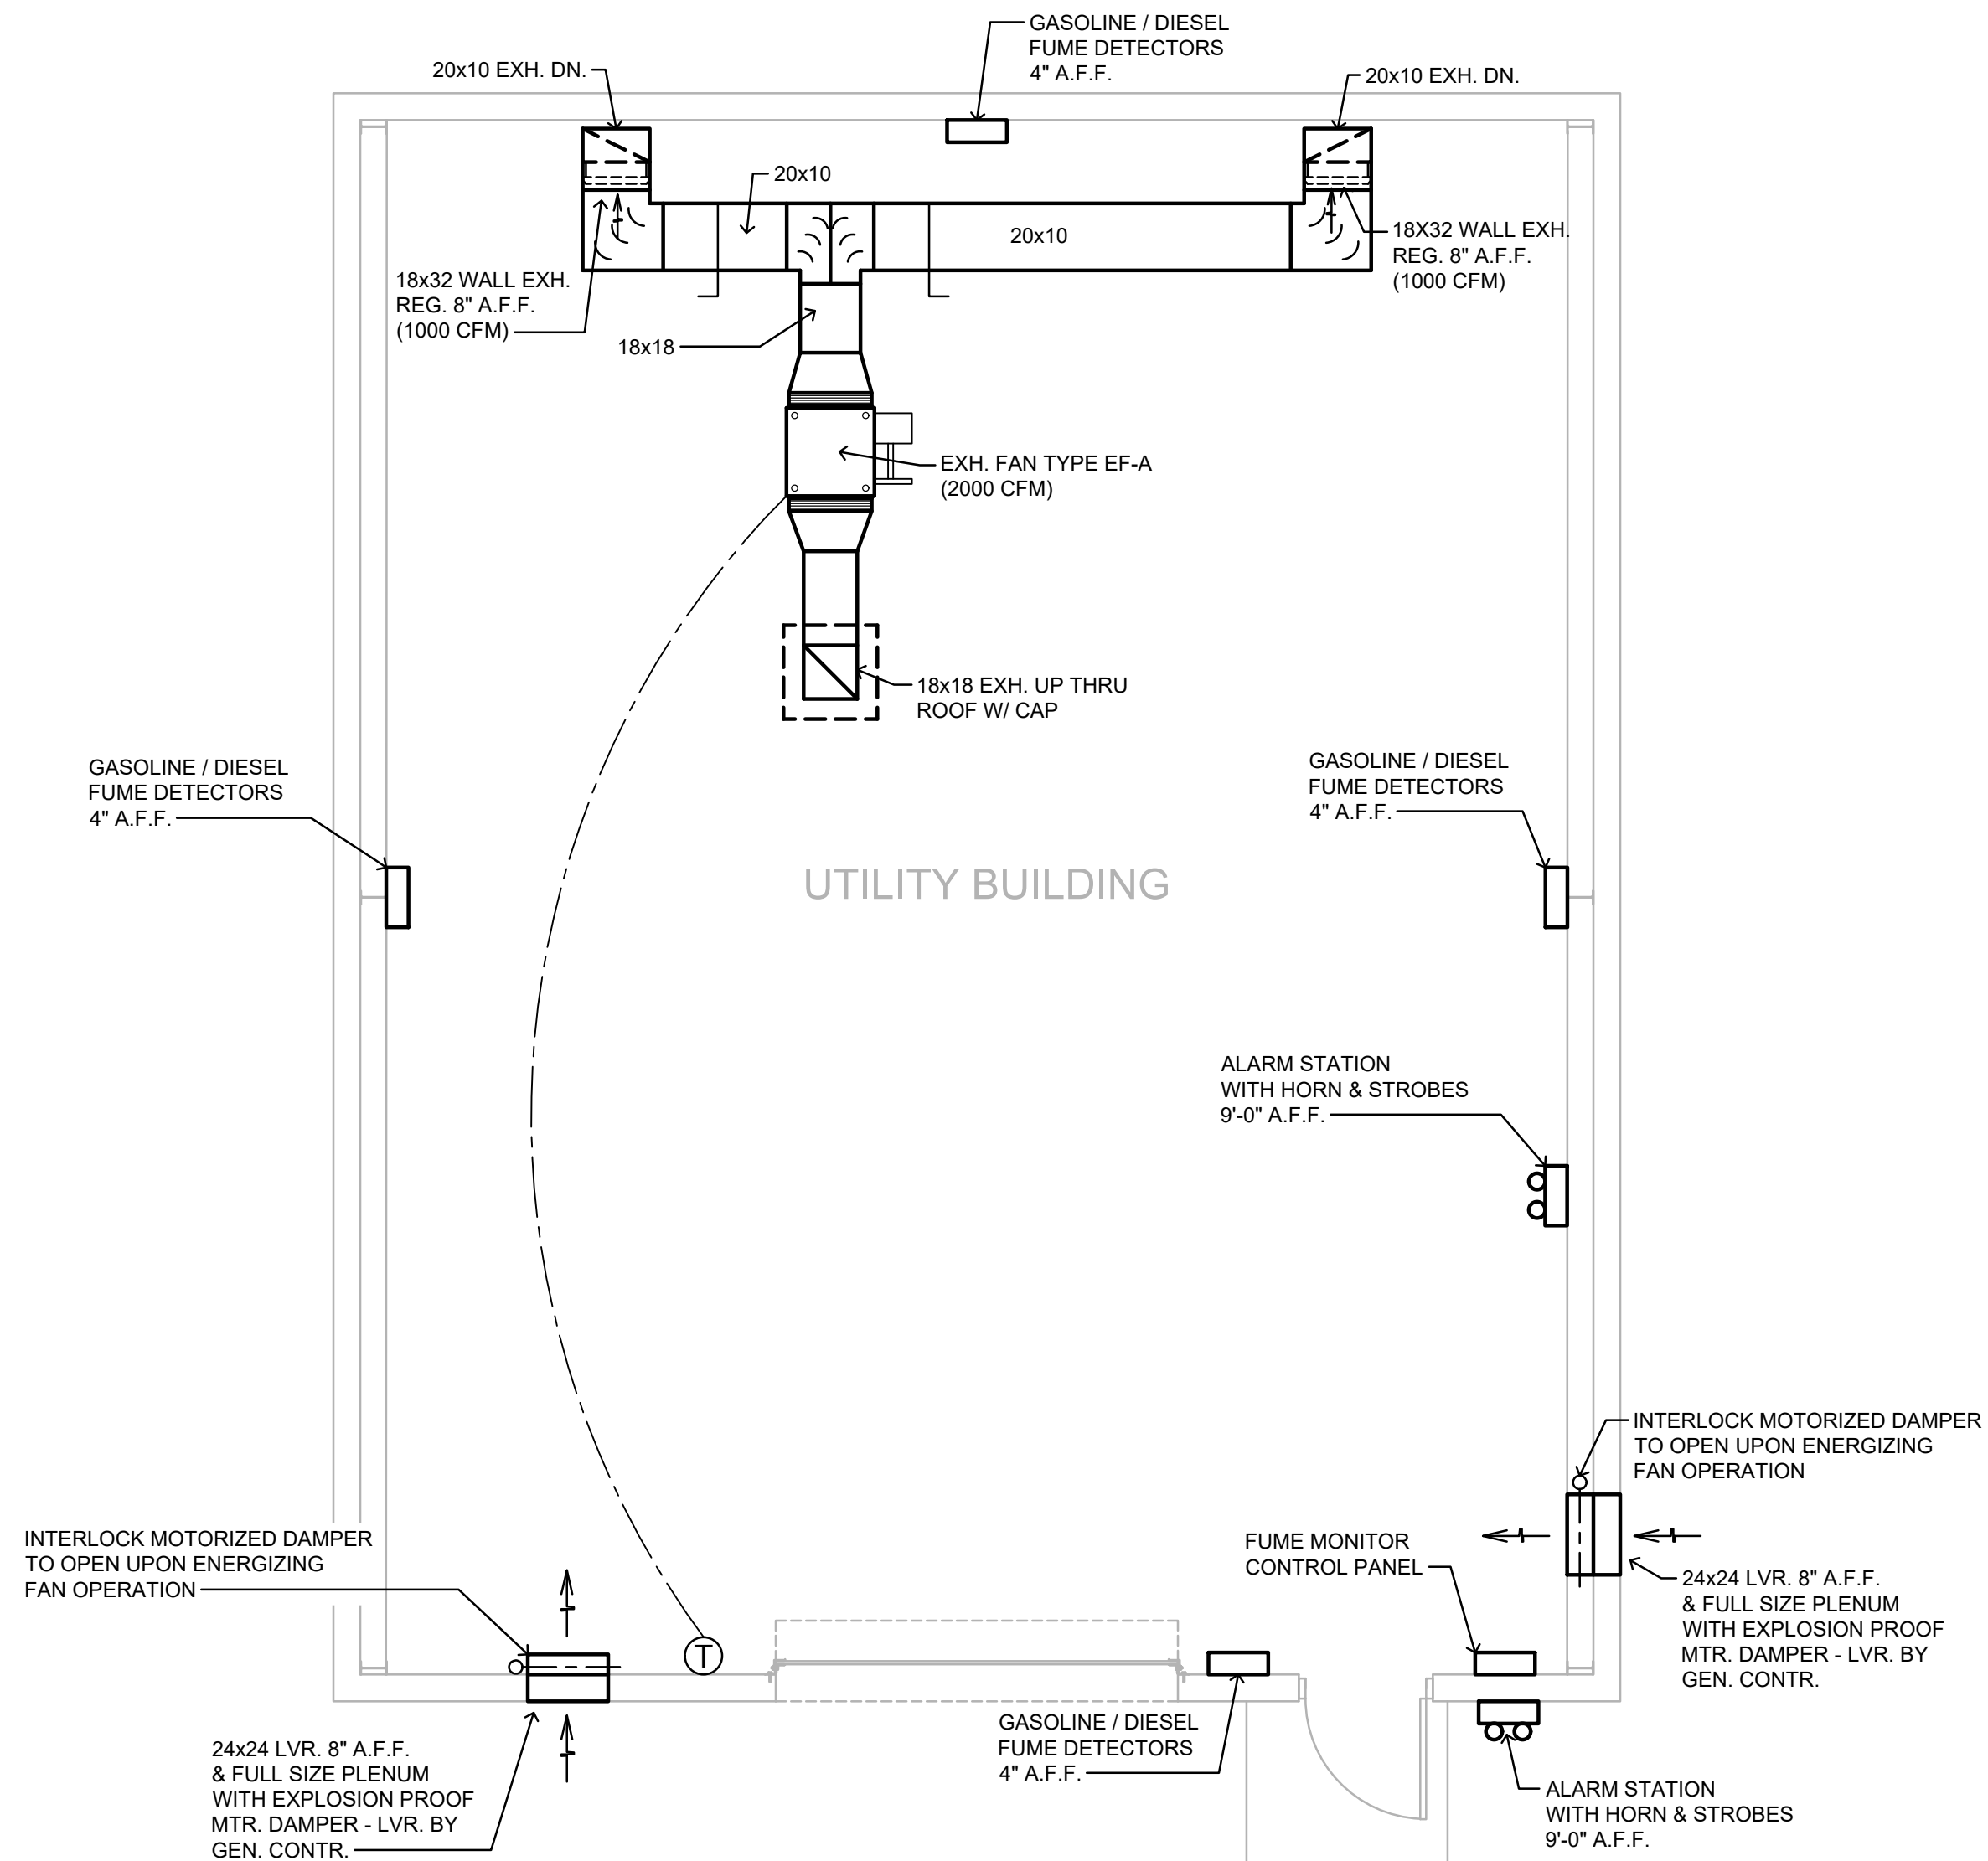 GASOLINE / DIESEL
FUME DETECTORS
4" A.F.F.
20x10 EXH. DN.
20x10 EXH. DN.
20x10
20x10
18X32 WALL EXH.
REG. 8" A.F.F.
(1000 CFM)
18x32 WALL EXH.
REG. 8" A.F.F.
(1000 CFM)
18x18
EXH. FAN TYPE EF-A
(2000 CFM)
18x18 EXH. UP THRU
ROOF W/ CAP
GASOLINE / DIESEL
FUME DETECTORS
4" A.F.F.
GASOLINE / DIESEL
FUME DETECTORS
4" A.F.F.
UTILITY BUILDING
ALARM STATION
WITH HORN & STROBES
9'-0" A.F.F.
INTERLOCK MOTORIZED DAMPER
TO OPEN UPON ENERGIZING
FAN OPERATION
INTERLOCK MOTORIZED DAMPER
TO OPEN UPON ENERGIZING
FAN OPERATION
FUME MONITOR
CONTROL PANEL
24x24 LVR. 8" A.F.F.
& FULL SIZE PLENUM
WITH EXPLOSION PROOF
MTR. DAMPER - LVR. BY
GEN. CONTR.
T
GASOLINE / DIESEL
FUME DETECTORS
4" A.F.F.
24x24 LVR. 8" A.F.F.
& FULL SIZE PLENUM
WITH EXPLOSION PROOF
MTR. DAMPER - LVR. BY
GEN. CONTR.
ALARM STATION
WITH HORN & STROBES
9'-0" A.F.F.